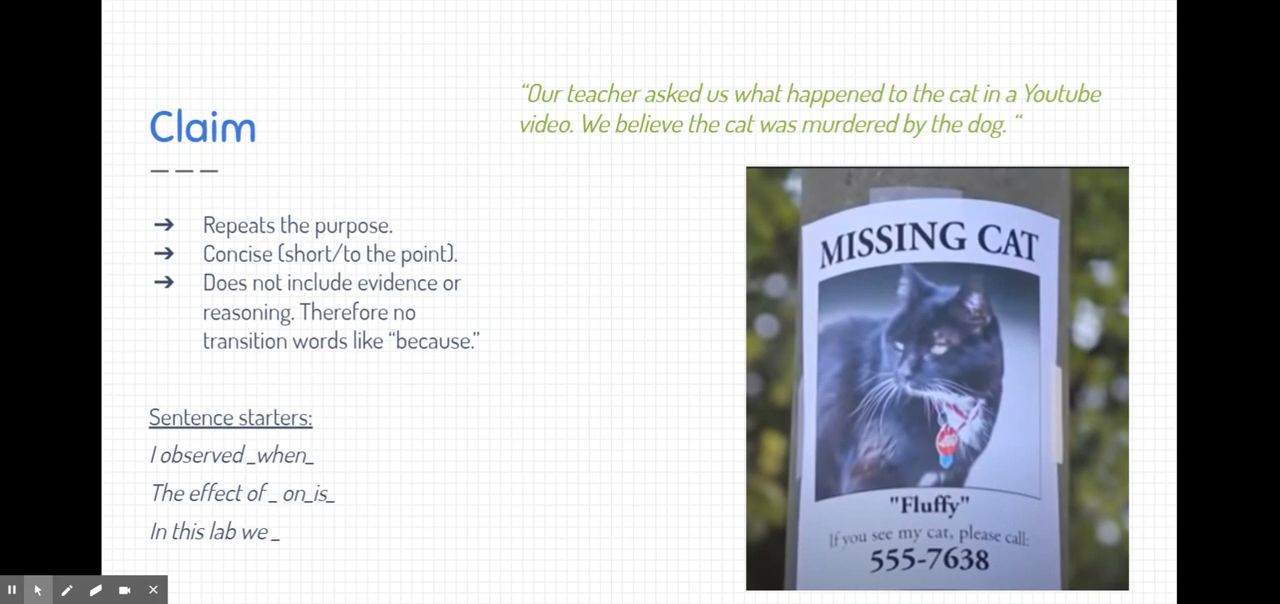 Claim
“Our teacher asked us what happened to the cat in a Youtube
video. We believe the cat was murdered by the dog. “
➔ Repeats the purpose.
➔ Concise (short/to the point).
➔ Does not include evidence or
reasoning. Therefore no
transition words like “because.”
Sentence starters:
I observed _when_
The effect of _ on_is_
In this lab we _
MISSING CAT
"Fluffy"
If you see my cat, please call:
555-7638